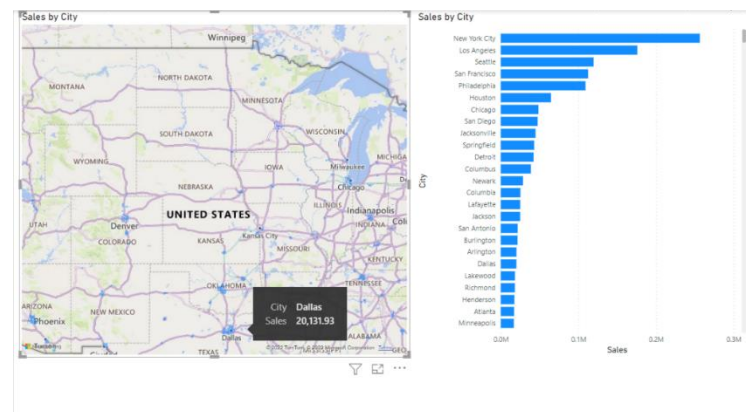 Sales by City
Winnipeg
MONTANA
NORTH DAKOTA
MINNESOTA
SOUTH DAKOTA
WISCONSIN
WYOMING
MICHIGA
IOWA
Milwaukee
Chicago
NEBRASKA
ILLINOIS
Indianapolis
UNITED STATES
INDIANA
UTAH
Denver
COLORADO
KANSAS
Kansas City
MISSOURI
KENTUCKY
OKLAHOMA
TENNESSEE
ARIZONA
NEW MEXICO
Phoenix
City Dallas
Sales 20,131.93
Dallas
ALABAMA
TEXAS
Sales by City
City
New York City
Los Angeles
Seattle
San Francisco
Philadelphia
Houston
Chicago
San Diego
Jacksonville
Springfield
Detroit
Columbus
Newark
Columbia
Lafayette
Jackson
San Antonio
Burlington
Arlington
Dallas
Lakewood
Richmond
Henderson
Atlanta
Minneapolis
0.0M 0.1M 0.2M 0.3M
Sales